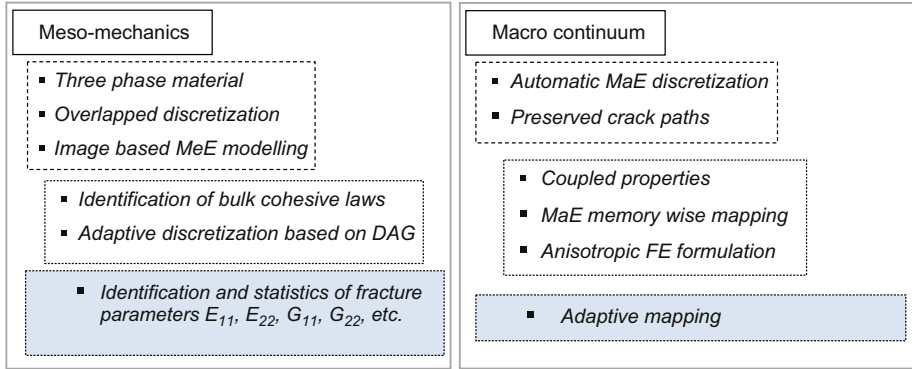 Meso-mechanics
▪ Three phase material
▪ Overlapped discretization
▪ Image based MeE modelling
▪ Identification of bulk cohesive laws
▪ Adaptive discretization based on DAG
▪ Identification and statistics of fracture
parameters E₁₁, E₂₂, G₁₁, G₂₂, etc.
Macro continuum
▪ Automatic MaE discretization
▪ Preserved crack paths
▪ Coupled properties
▪ MaE memory wise mapping
▪ Anisotropic FE formulation
▪ Adaptive mapping